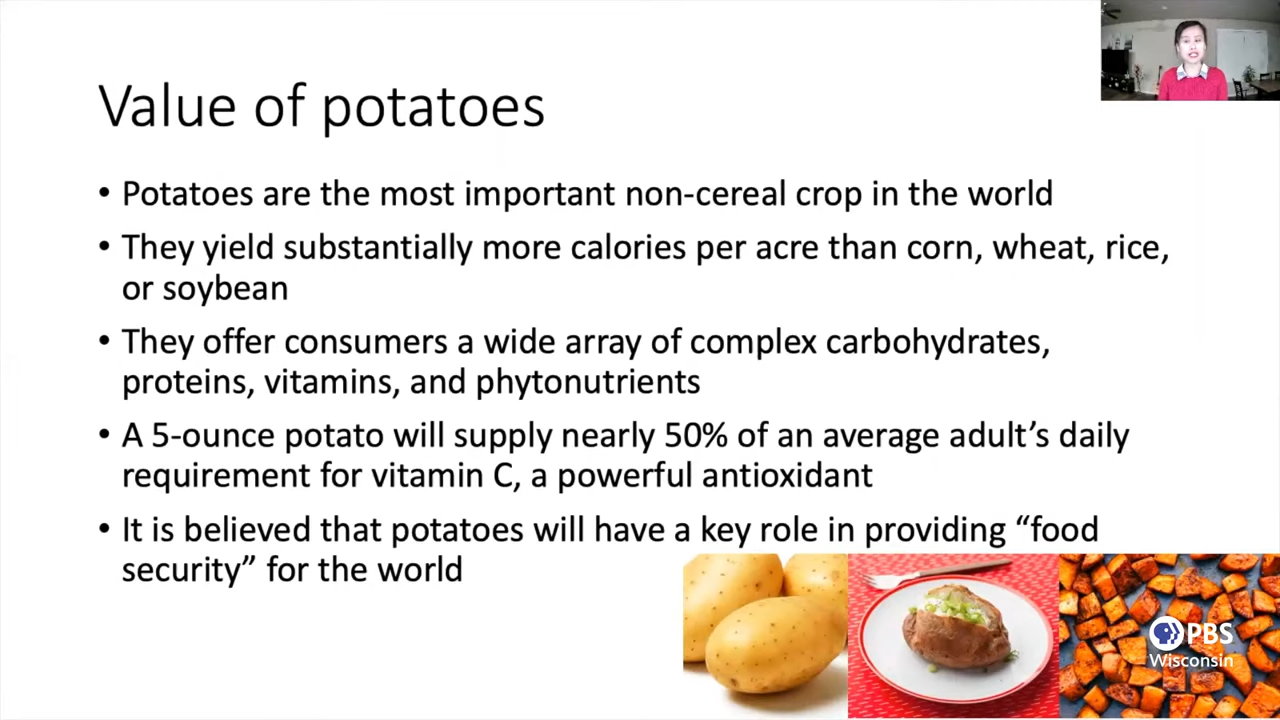 Value of potatoes
• Potatoes are the most important non-cereal crop in the world
• They yield substantially more calories per acre than corn, wheat, rice,
or soybean
• They offer consumers a wide array of complex carbohydrates,
proteins, vitamins, and phytonutrients
• A 5-ounce potato will supply nearly 50% of an average adult’s daily
requirement for vitamin C, a powerful antioxidant
• It is believed that potatoes will have a key role in providing “food
security” for the world
PBS
Wisconsin